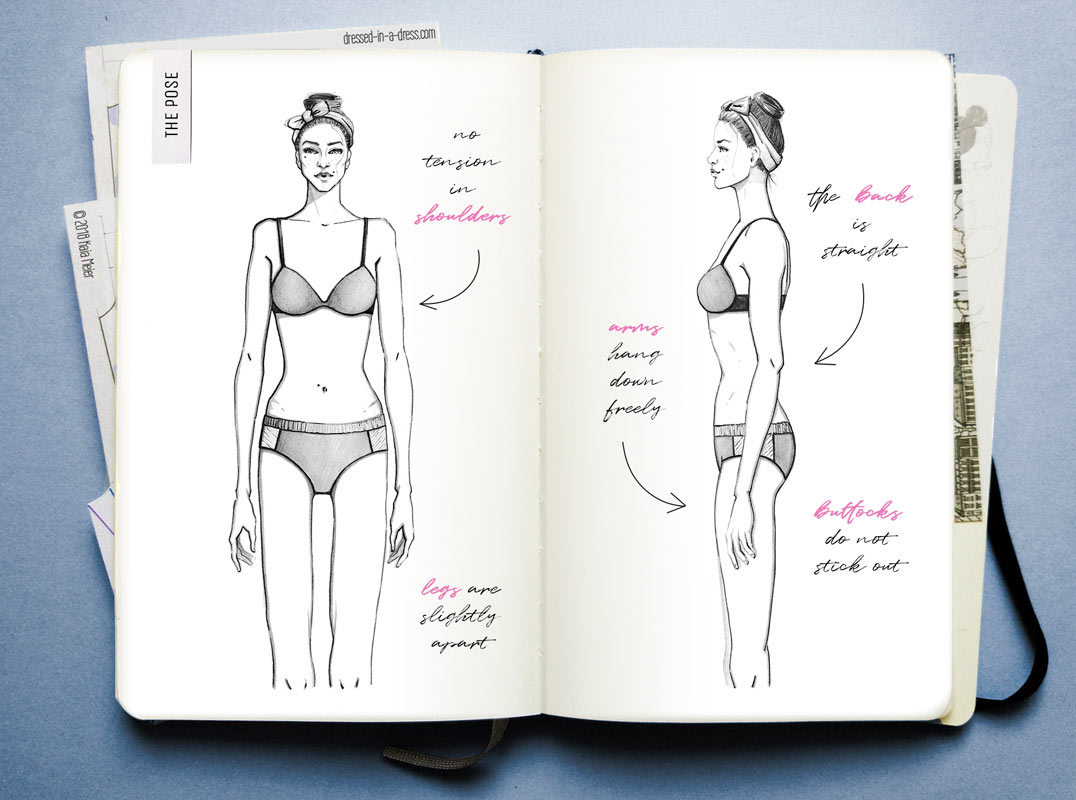 dressed-in-a-dress.com
THE POSE
© 2018 Kaia Meier
no
tension
in
shoulders
legs are
slightly
apart
the Back
is
straight
arms
hang
down
freely
Buttocks
do not
stick out